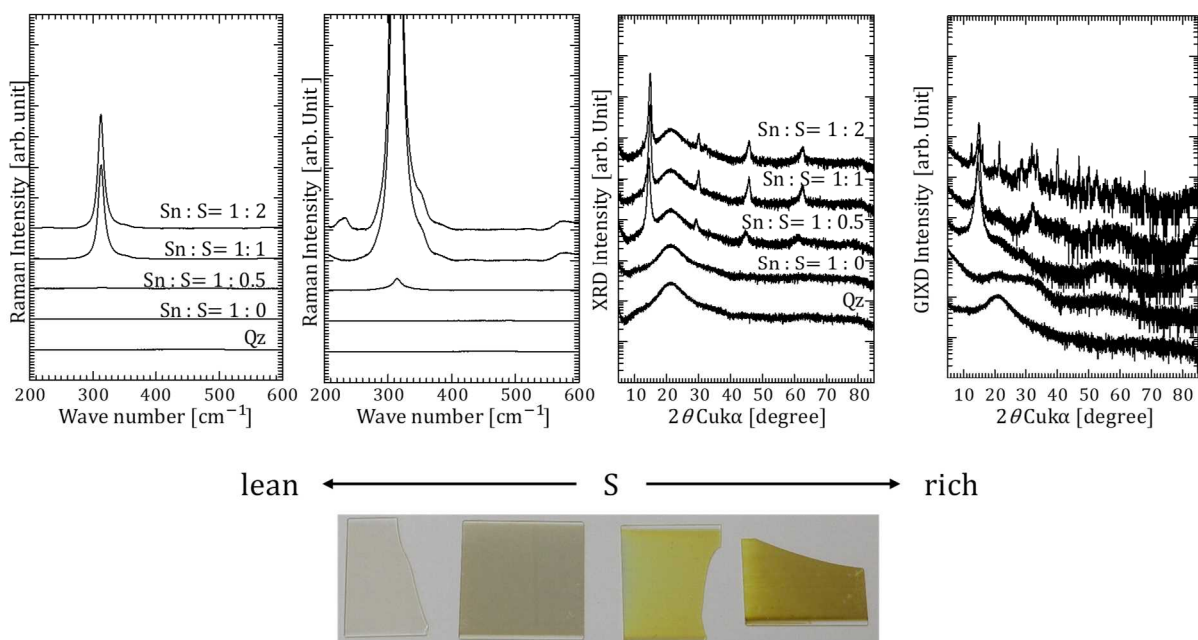 Raman Intensity [arb. unit]
Sn : S= 1 : 2
Sn : S= 1 : 1
Sn : S= 1 : 0.5
Sn : S= 1 : 0
Qz
200 300 400 500 600
Wave number [cm⁻¹]
Raman Intensity [arb. unit ]
200 300 400 500 600
Wave number [cm⁻¹]
XRD Intensity [arb. Unit]
Sn : S= 1 : 2
Sn : S= 1 : 1
Sn : S= 1 : 0.5
Sn : S= 1 : 0
Qz
10 20 30 40 50 60 70 80
2θ Cukα [degree]
GIXD Intensity [arb. Unit]
10 20 30 40 50 60 70 80
2θ Cukα [degree]
lean S rich